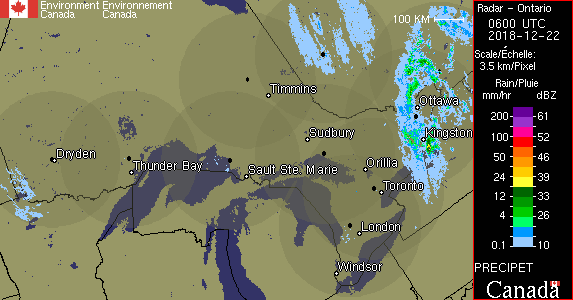 Environment Environnement
Canada Canada
100 KM
Timmins
Ottawa
Sudbury
Kingston
Dryden
Thunder Bay
Sault Ste. Marie
Orillia
Toronto
London
Windsor
Radar - Ontario
0600 UTC
2018-12-22
Scale/Échelle:
3.5 km/Pixel
Rain/Pluie
mm/hr dBZ
200 61
100 52
50 46
24 39
12 33
4 26
2 20
0.1 10
PRECIPET
Canada